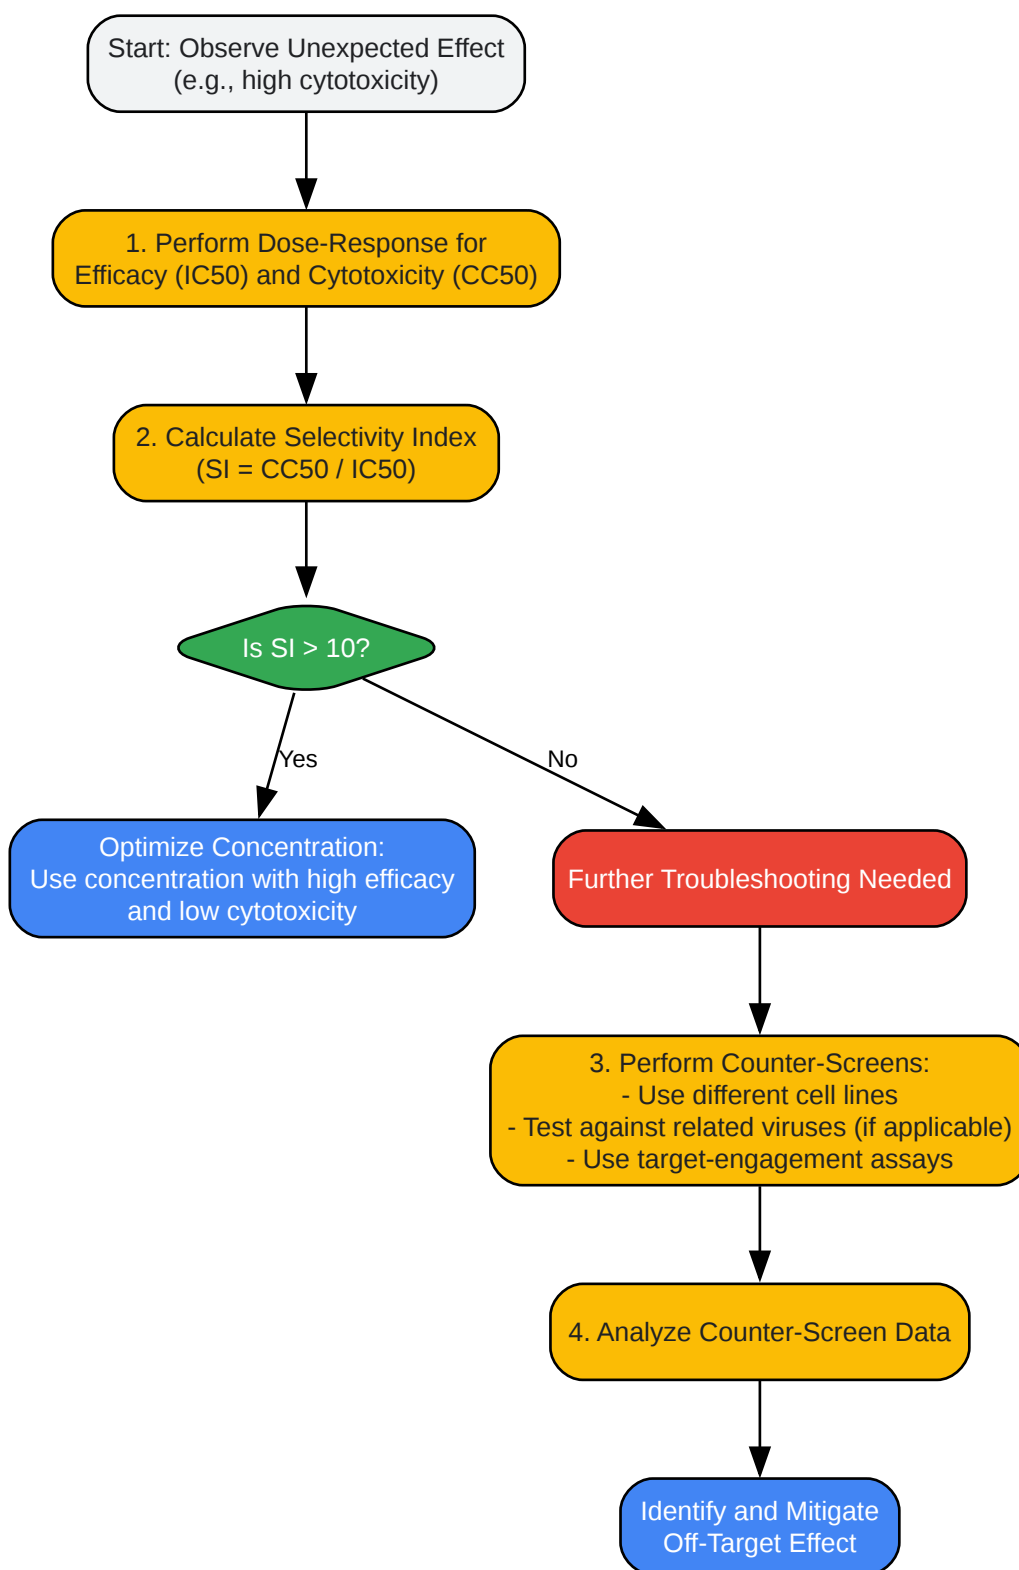 Start: Observe Unexpected Effect
(e.g., high cytotoxicity)
1. Perform Dose-Response for
Efficacy (IC50) and Cytotoxicity (CC50)
2. Calculate Selectivity Index
(SI = CC50 / IC50)
Is SI > 10?
Yes
No
Optimize Concentration:
Use concentration with high efficacy
and low cytotoxicity
Further Troubleshooting Needed
3. Perform Counter-Screens:
- Use different cell lines
- Test against related viruses (if applicable)
- Use target-engagement assays
4. Analyze Counter-Screen Data
Identify and Mitigate
Off-Target Effect